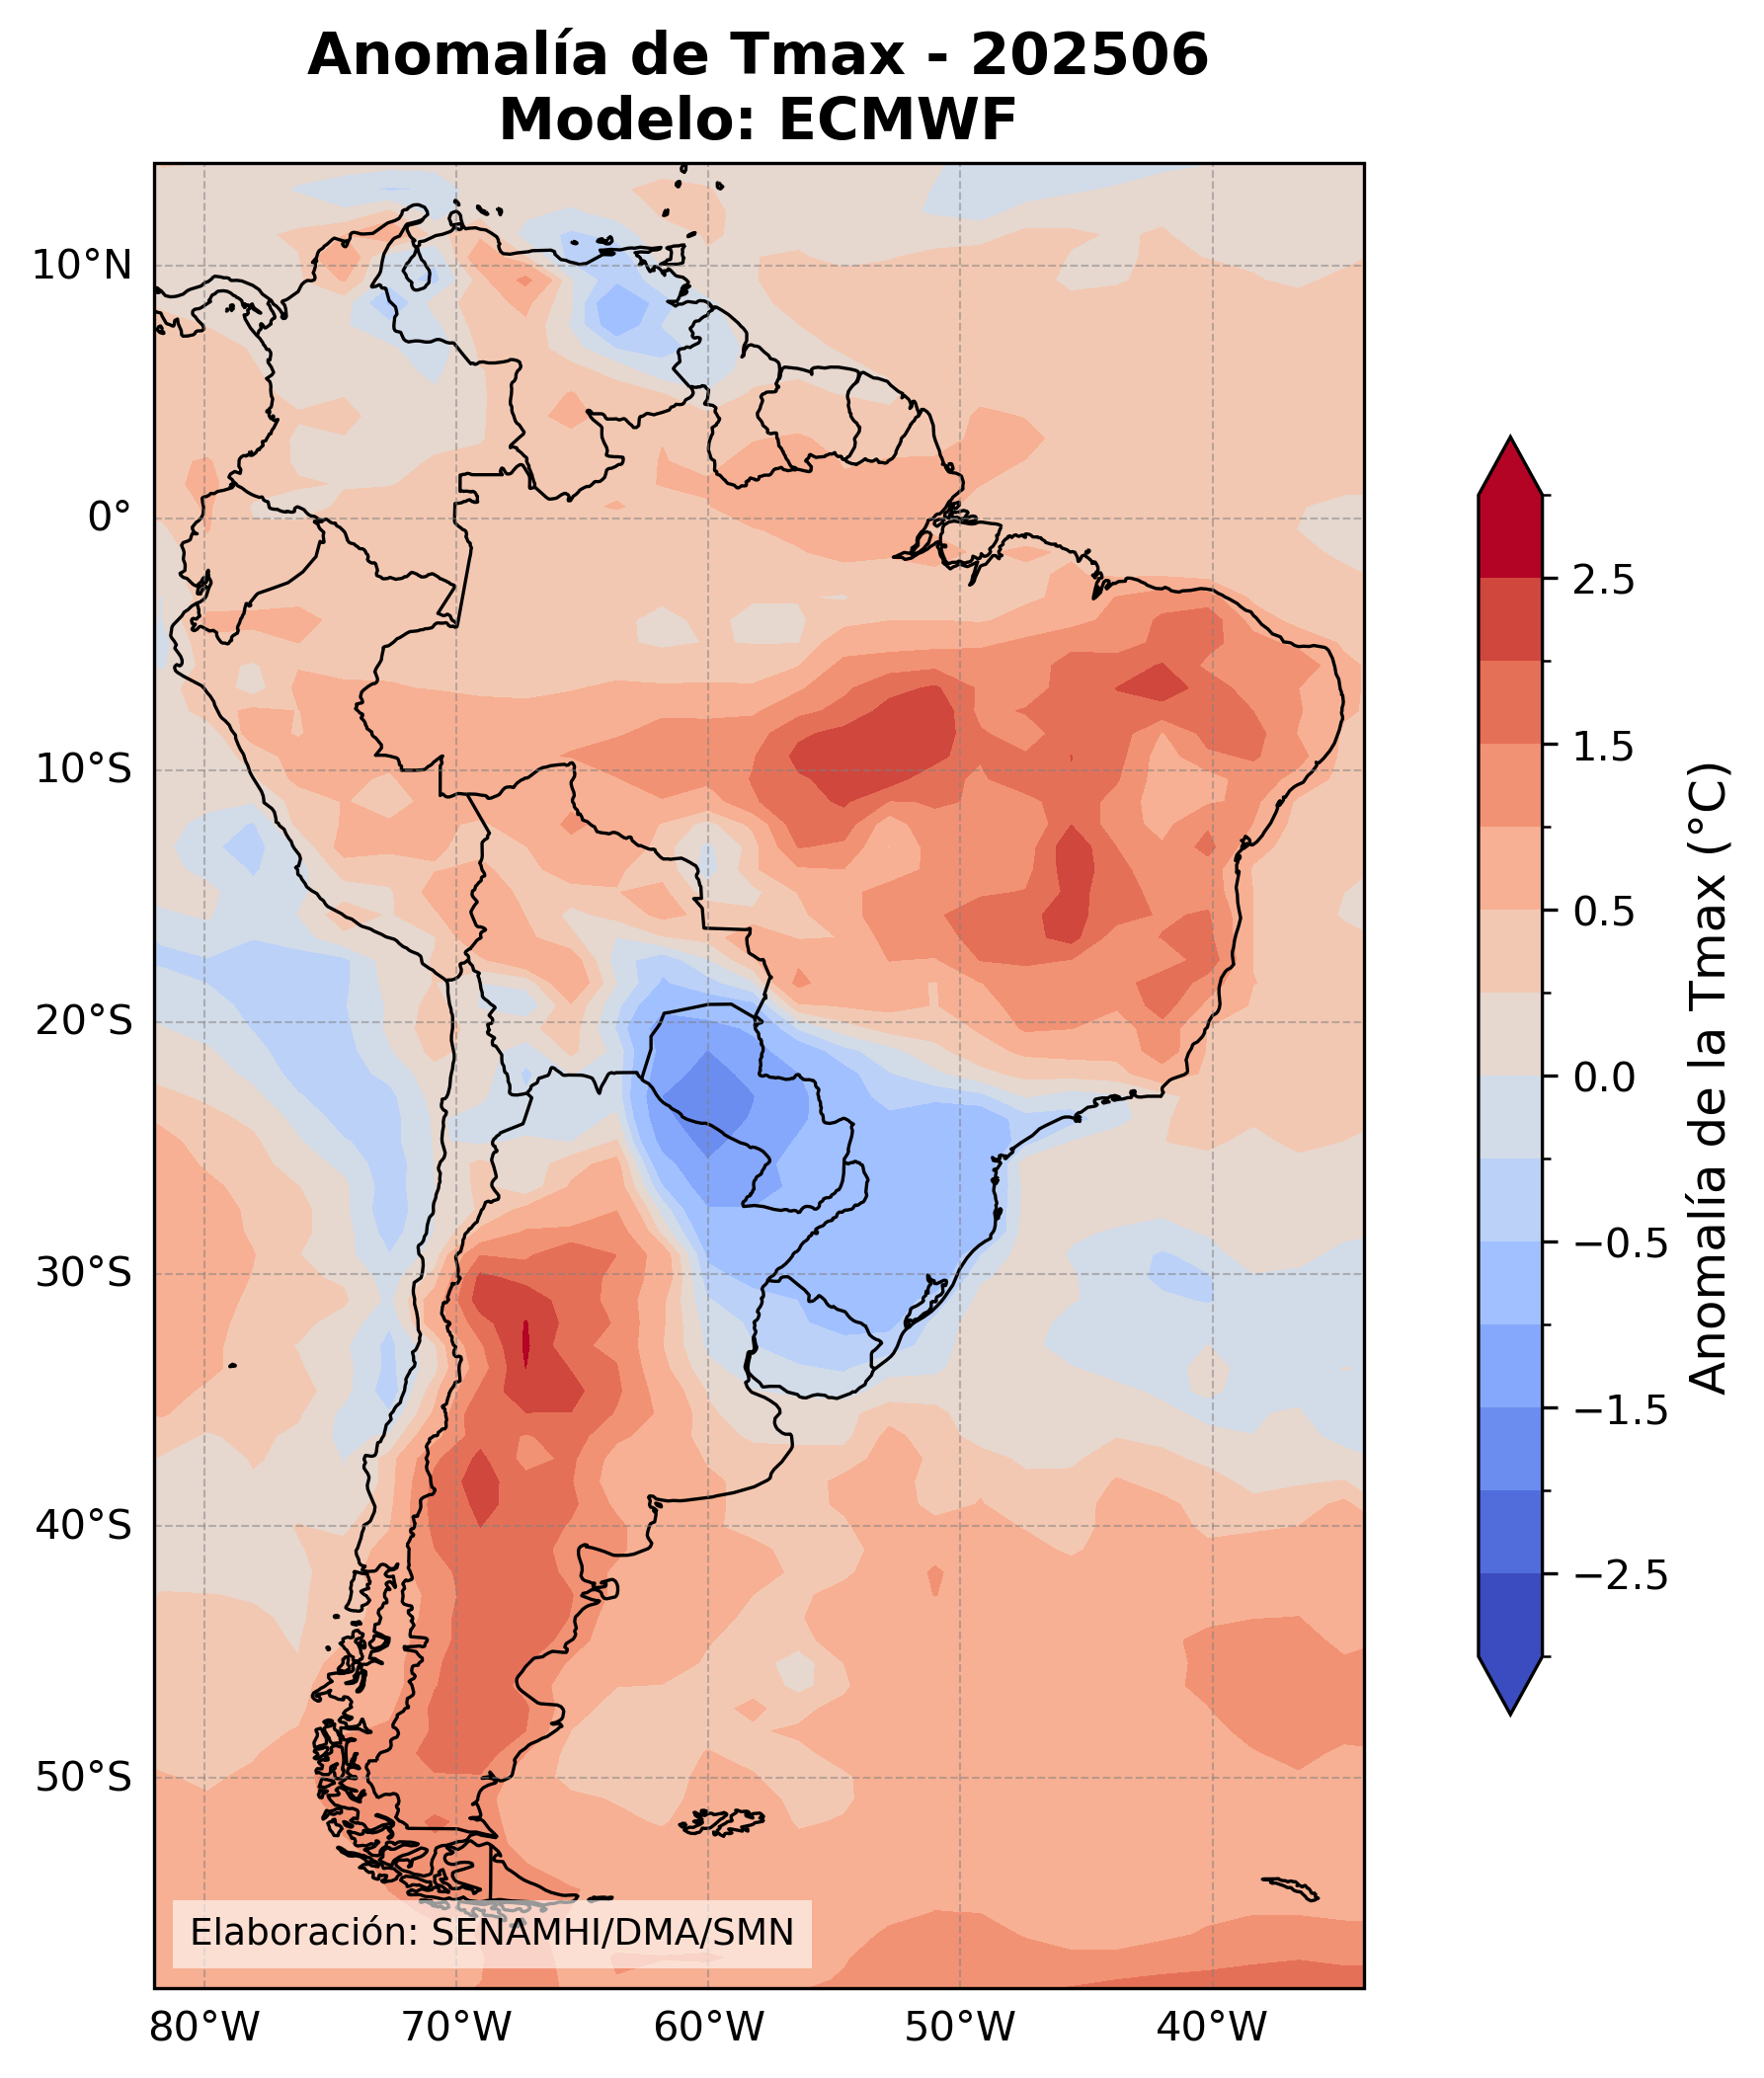 Anomalía de Tmax - 202506
Modelo: ECMWF
10°N
0°
10°S
20°S
30°S
40°S
50°S
80°W
70°W
60°W
50°W
40°W
2.5
1.5
0.5
0.0
−0.5
−1.5
−2.5
Anomalía de la Tmax (°C)
Elaboración: SENAMHI/DMA/SMN